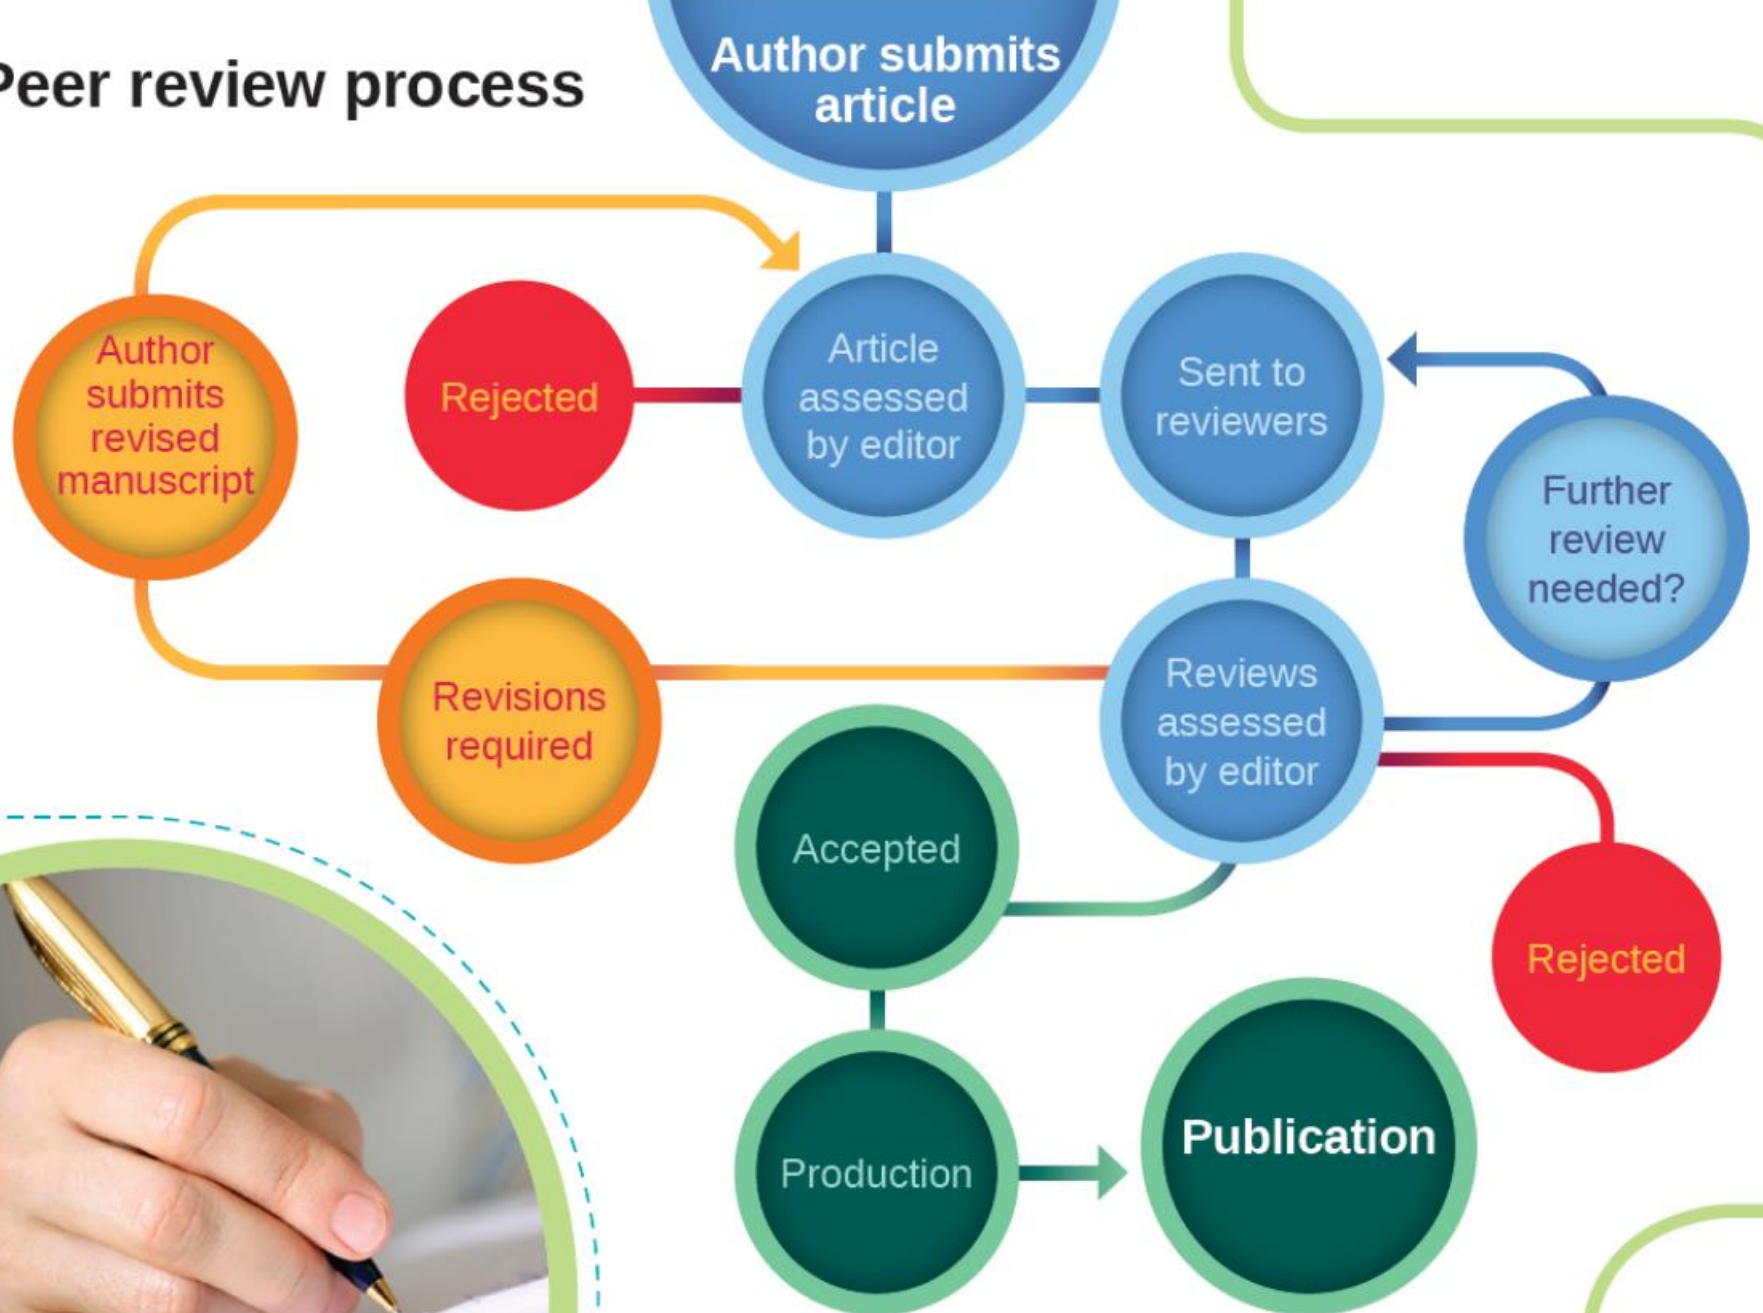 Peer review process
Author submits
article
Author
submits
revised
manuscript
Rejected
Article
assessed
by editor
Sent to
reviewers
Further
review
needed?
Revisions
required
Reviews
assessed
by editor
Accepted
Rejected
Production
Publication